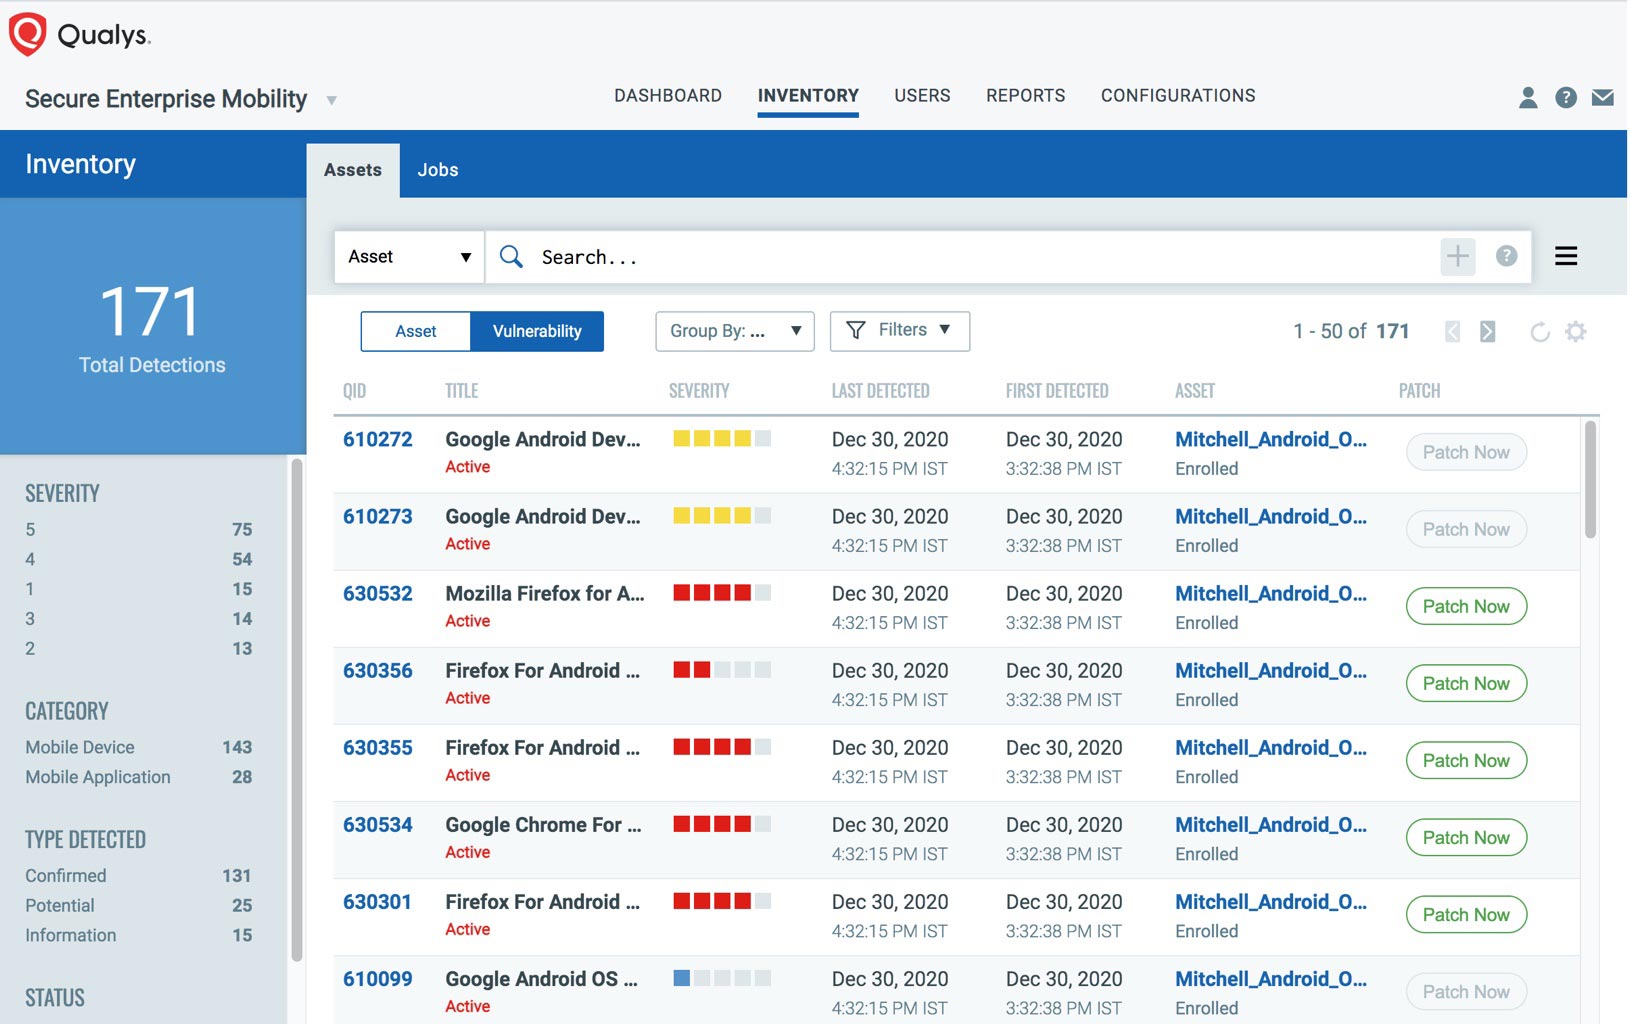 Qualys.
Secure Enterprise Mobility
DASHBOARD INVENTORY USERS REPORTS CONFIGURATIONS
Inventory
Assets Jobs
171
Total Detections
Asset Search...
Asset Vulnerability Group By: ... Filters 1 - 50 of 171
QID TITLE SEVERITY LAST DETECTED FIRST DETECTED ASSET PATCH
610272 Google Android Dev... Dec 30, 2020 Dec 30, 2020 Mitchell_Android_O... Patch Now
Active 4:32:15 PM IST 3:32:38 PM IST Enrolled
610273 Google Android Dev... Dec 30, 2020 Dec 30, 2020 Mitchell_Android_O... Patch Now
Active 4:32:15 PM IST 3:32:38 PM IST Enrolled
630532 Mozilla Firefox for A... Dec 30, 2020 Dec 30, 2020 Mitchell_Android_O... Patch Now
Active 4:32:15 PM IST 3:32:38 PM IST Enrolled
630356 Firefox For Android ... Dec 30, 2020 Dec 30, 2020 Mitchell_Android_O... Patch Now
Active 4:32:15 PM IST 3:32:38 PM IST Enrolled
630355 Firefox For Android ... Dec 30, 2020 Dec 30, 2020 Mitchell_Android_O... Patch Now
Active 4:32:15 PM IST 3:32:38 PM IST Enrolled
630534 Google Chrome For ... Dec 30, 2020 Dec 30, 2020 Mitchell_Android_O... Patch Now
Active 4:32:15 PM IST 3:32:38 PM IST Enrolled
630301 Firefox For Android ... Dec 30, 2020 Dec 30, 2020 Mitchell_Android_O... Patch Now
Active 4:32:15 PM IST 3:32:38 PM IST Enrolled
610099 Google Android OS ... Dec 30, 2020 Dec 30, 2020 Mitchell_Android_O... Patch Now
Active 4:32:15 PM IST 3:32:38 PM IST Enrolled
SEVERITY
5 75
4 54
1 15
3 14
2 13
CATEGORY
Mobile Device 143
Mobile Application 28
TYPE DETECTED
Confirmed 131
Potential 25
Information 15
STATUS